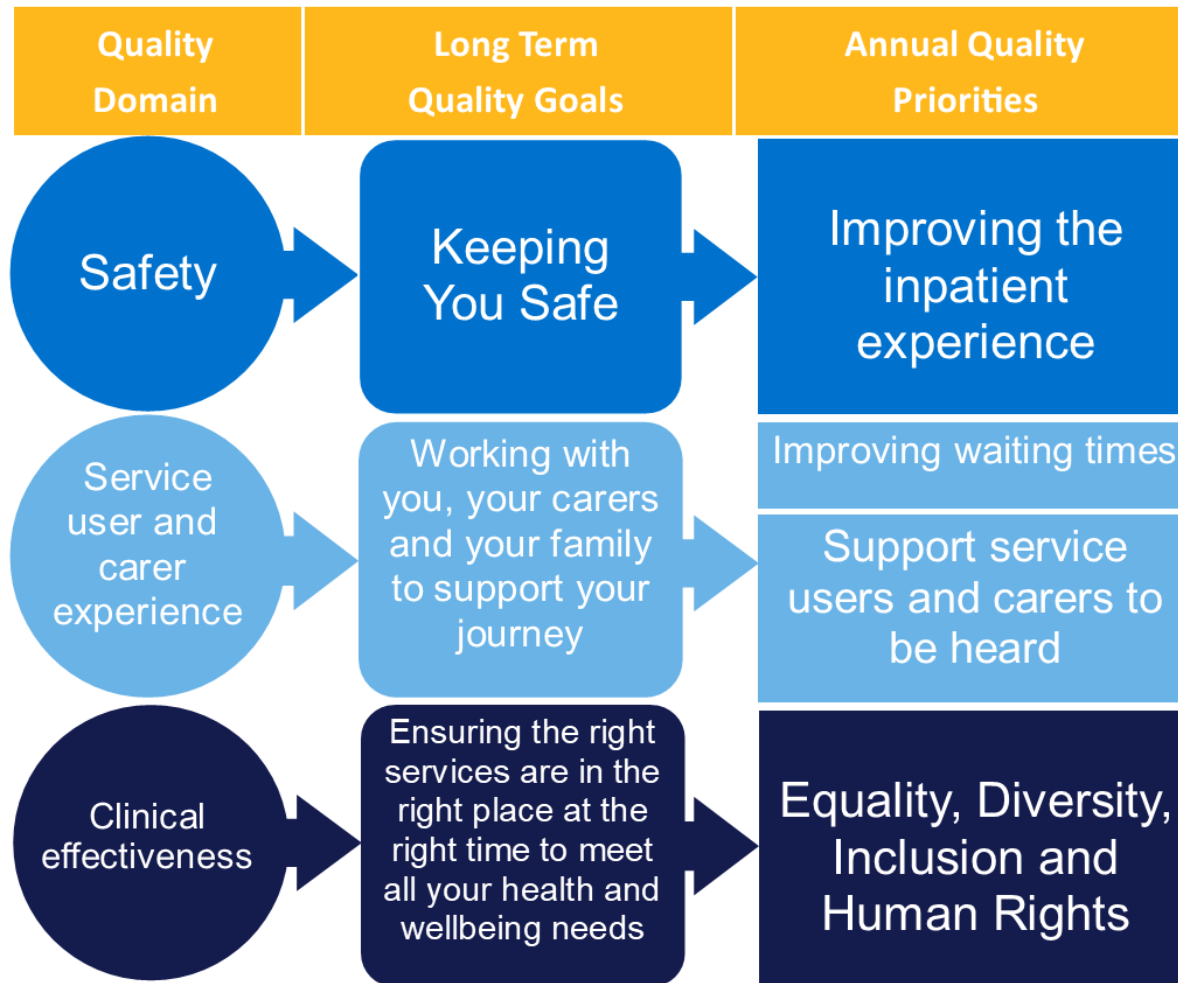 Quality
Domain
Long Term
Quality Goals
Annual Quality
Priorities
Safety
Keeping
You Safe
Improving the
inpatient
experience
Service
user and
carer
experience
Working with
you, your carers
and your family
to support your
journey
Improving waiting times
Support service
users and carers to
be heard
Clinical
effectiveness
Ensuring the right
services are in the
right place at the
right time to meet
all your health and
wellbeing needs
Equality, Diversity,
Inclusion and
Human Rights